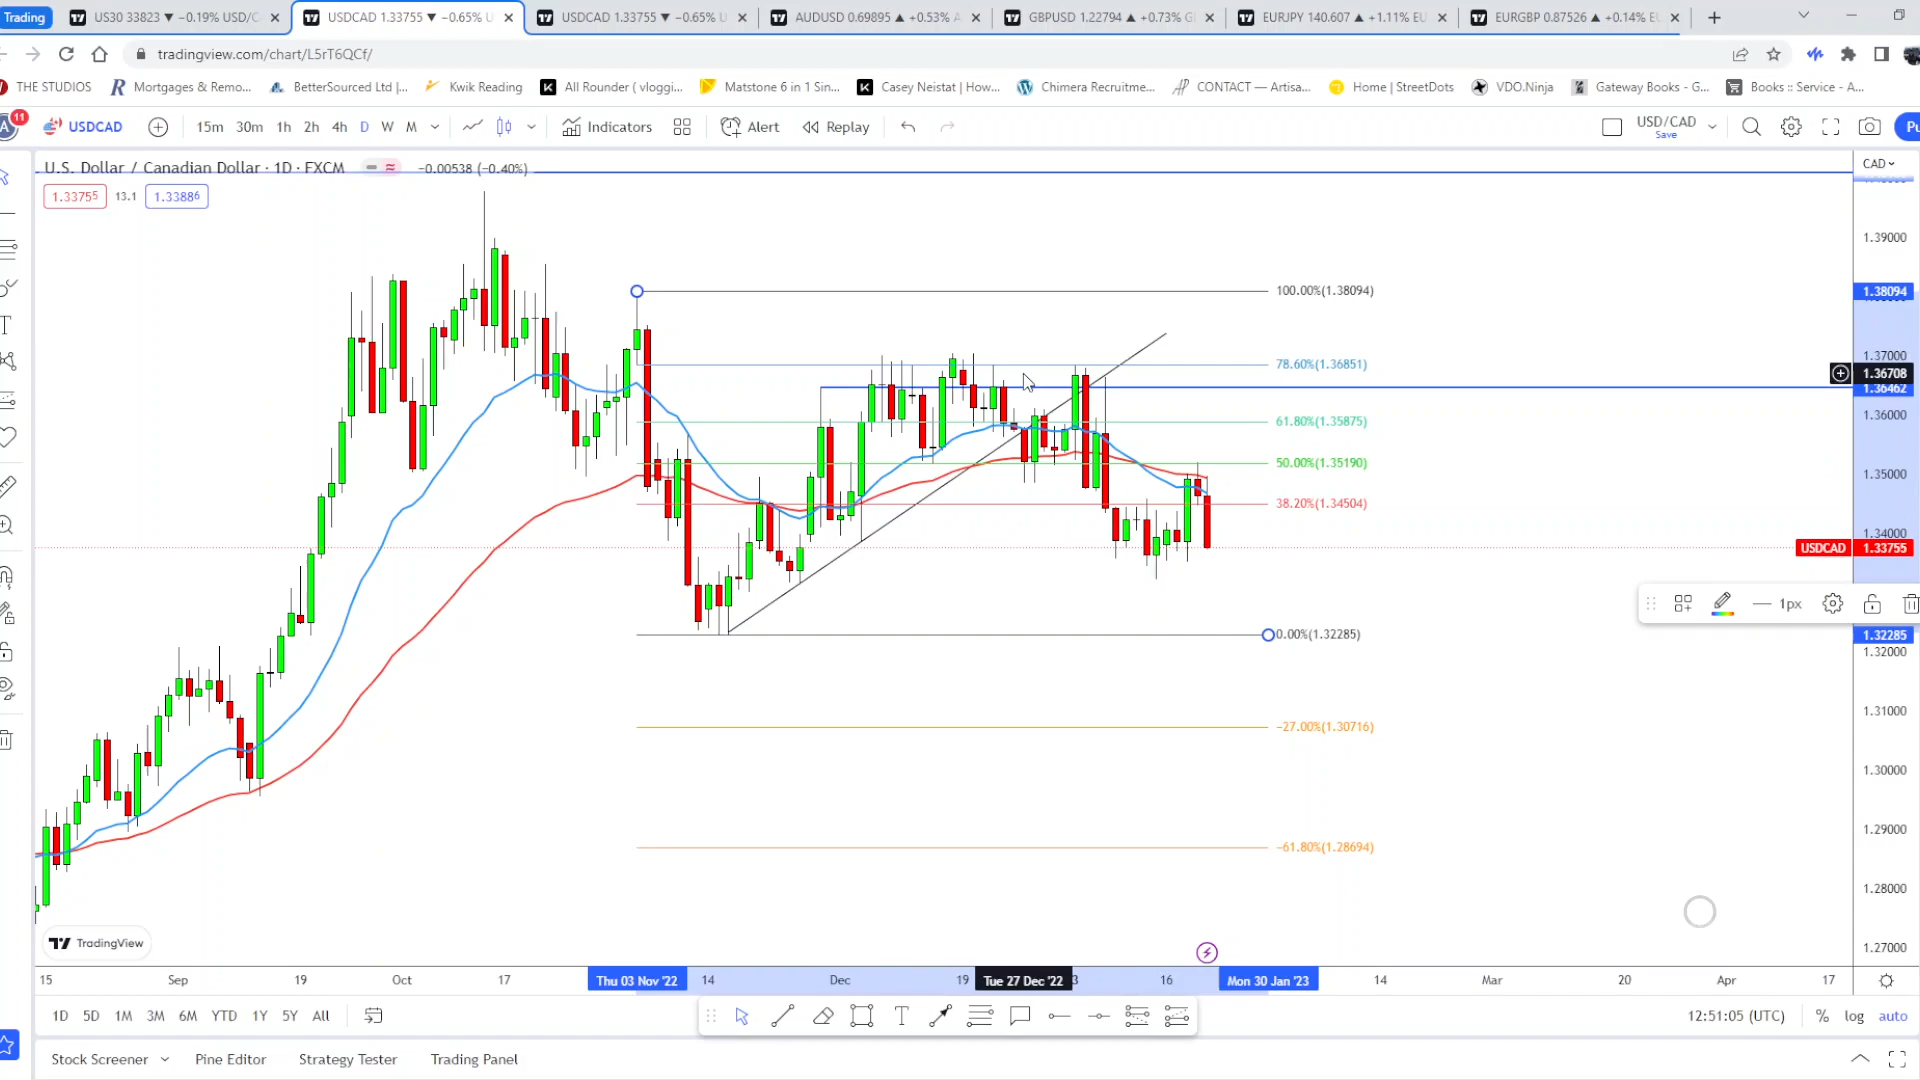 Trading
US30 33823 ▼ −0.19% USD/C
USDCAD 1.33755 ▼ −0.65% U
USDCAD 1.33755 ▼ −0.65% U
AUDUSD 0.69895 ▲ +0.53% A
GBPUSD 1.22794 ▲ +0.73% G
EURJPY 140.607 ▲ +1.11% EU
EURGBP 0.87526 ▲ +0.14% E
tradingview.com/chart/L5rT6QCf/
THE STUDIOS
Mortgages & Remo...
BetterSourced Ltd |...
Kwik Reading
All Rounder ( vloggi...
Matstone 6 in 1 Sin...
Casey Neistat | How...
Chimera Recruitme...
CONTACT — Artisa...
Home | StreetDots
VDO.Ninja
Gateway Books - G...
Books :: Service - A...
11
USDCAD
15m 30m 1h 2h 4h D W M
Indicators
Alert
Replay
USD/CAD
Save
Pu
U.S. Dollar / Canadian Dollar · 1D · FXCM
−0.00538 (−0.40%)
CAD
1.33755 13.1 1.33886
1.39000
100.00%(1.38094)
1.38094
1.37000
78.60%(1.36851)
1.36708
1.36462
1.36000
61.80%(1.35875)
50.00%(1.35190)
1.35000
38.20%(1.34504)
1.34000
USDCAD 1.33755
1px
0.00%(1.32285)
1.32285
1.32000
1.31000
−27.00%(1.30716)
1.30000
1.29000
−61.80%(1.28694)
1.28000
TradingView
1.27000
15 Sep 19 Oct 17 Thu 03 Nov '22 14 Dec 19 Tue 27 Dec '22 3 16 Mon 30 Jan '23 14 Mar 20 Apr 17
1D 5D 1M 3M 6M YTD 1Y 5Y All
12:51:05 (UTC) % log auto
Stock Screener Pine Editor Strategy Tester Trading Panel